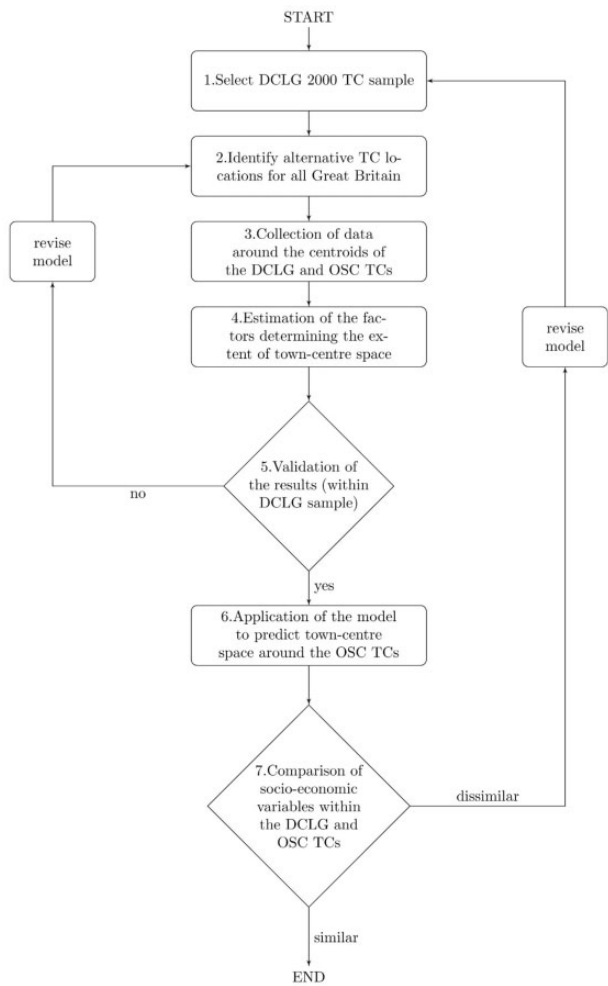 START
1.Select DCLG 2000 TC sample
2.Identify alternative TC lo-
cations for all Great Britain
revise
model
3.Collection of data
around the centroids of
the DCLG and OSC TCs
4.Estimation of the fac-
tors determining the ex-
tent of town-centre space
revise
model
5.Validation of
the results (within
DCLG sample)
no
yes
6.Application of the model
to predict town-centre
space around the OSC TCs
7.Comparison of
socio-economic
variables within
the DCLG and
OSC TCs
dissimilar
similar
END